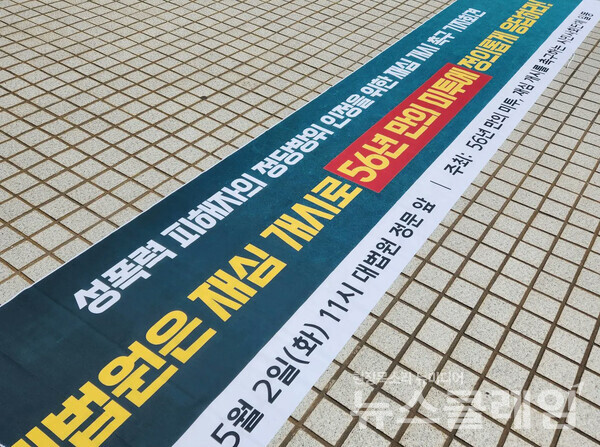 성폭력 피해자의 정당방위 인정을 위한 재심 개시 촉구 기자회견
대법원은 재심 개시로 56년 만의 미투에 정의롭게 응답하라!
5월 2일(화) 11시 대법원 정문 앞 | 주최: 56년 만의 미투, 재심 개시를 촉구하는 시민사회단체
뉴스클레임